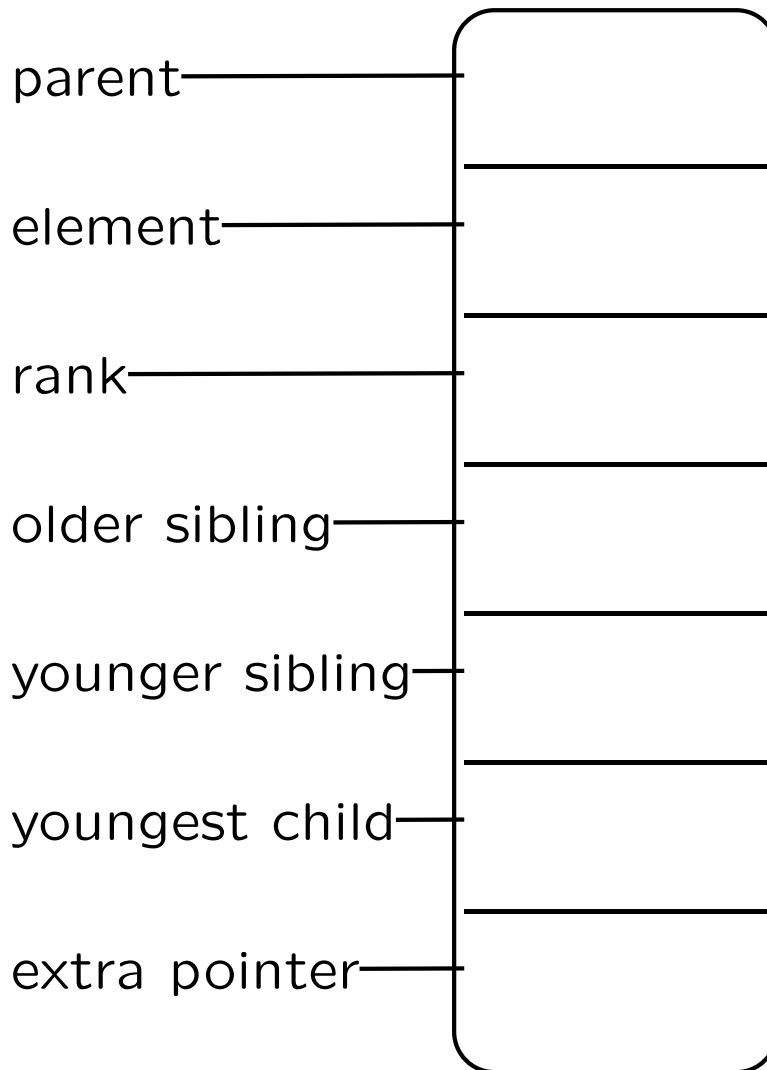 parent
element
rank
older sibling
younger sibling
youngest child
extra pointer